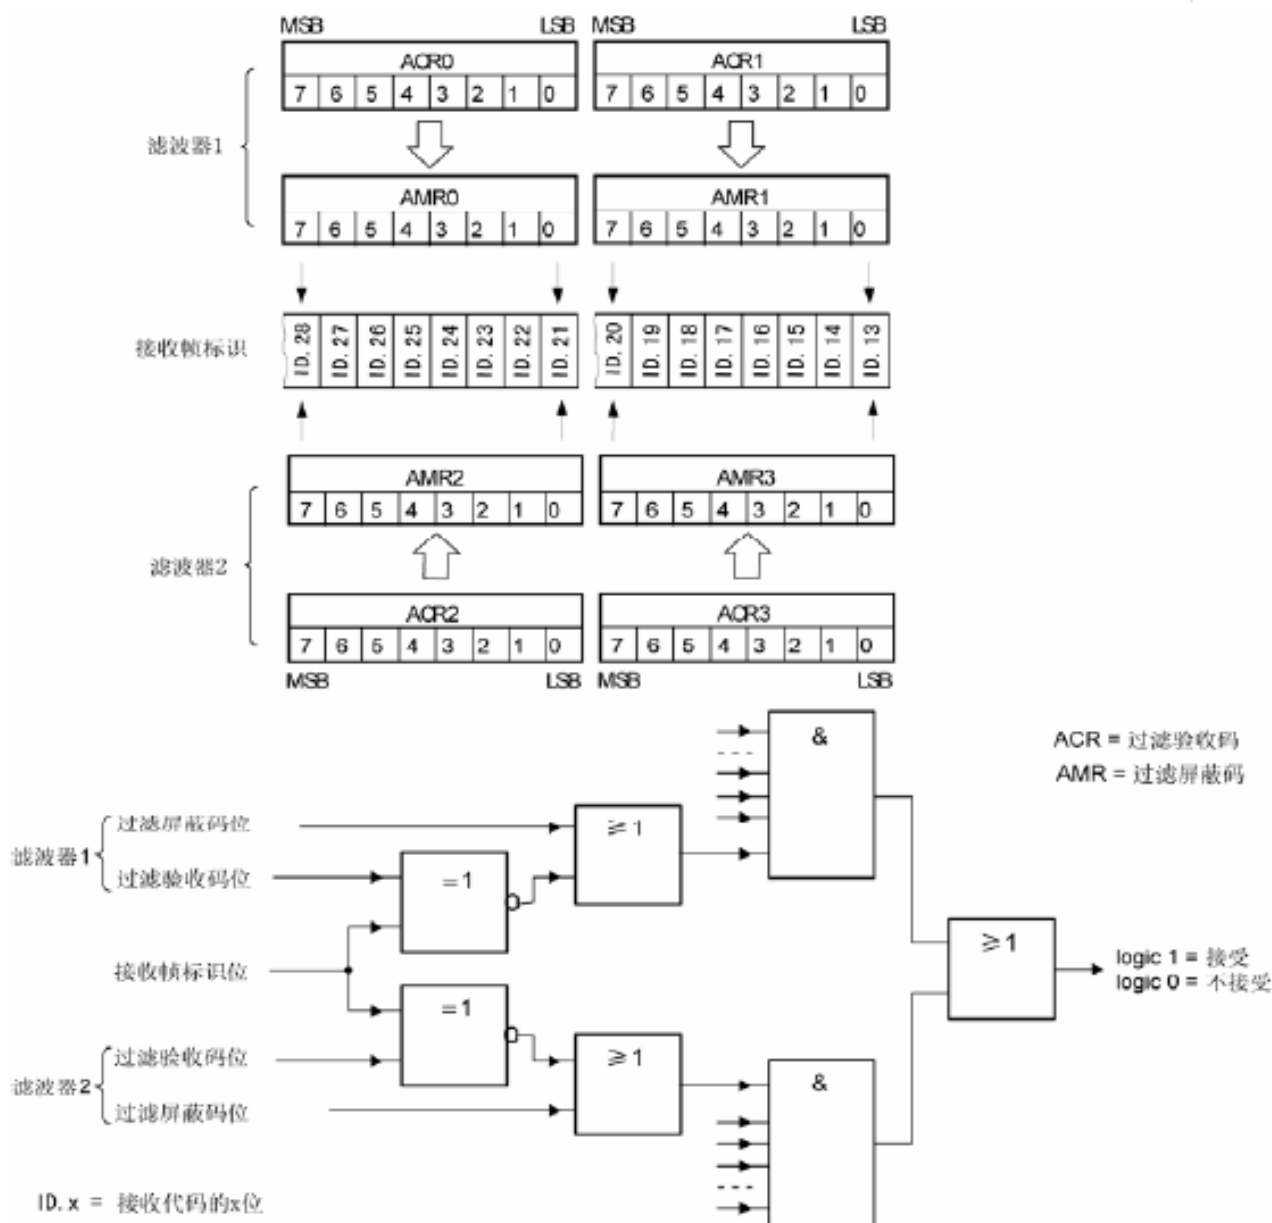 MSB LSB MSB LSB
ACR0 ACR1
7 6 5 4 3 2 1 0 7 6 5 4 3 2 1 0
滤波器1
AMR0 AMR1
7 6 5 4 3 2 1 0 7 6 5 4 3 2 1 0
接收帧标识 ID.28 ID.27 ID.26 ID.25 ID.24 ID.23 ID.22 ID.21 ID.20 ID.19 ID.18 ID.17 ID.16 ID.15 ID.14 ID.13
AMR2 AMR3
7 6 5 4 3 2 1 0 7 6 5 4 3 2 1 0
滤波器2
ACR2 ACR3
7 6 5 4 3 2 1 0 7 6 5 4 3 2 1 0
MSB LSB MSB LSB
&
ACR = 过滤验收码
AMR = 过滤屏蔽码
滤波器1
过滤屏蔽码位
≥1
过滤验收码位
=1
接收帧标识位
≥1
logic 1 = 接受
logic 0 = 不接受
=1
滤波器2
过滤验收码位
≥1
&
过滤屏蔽码位
ID.x = 接收代码的x位